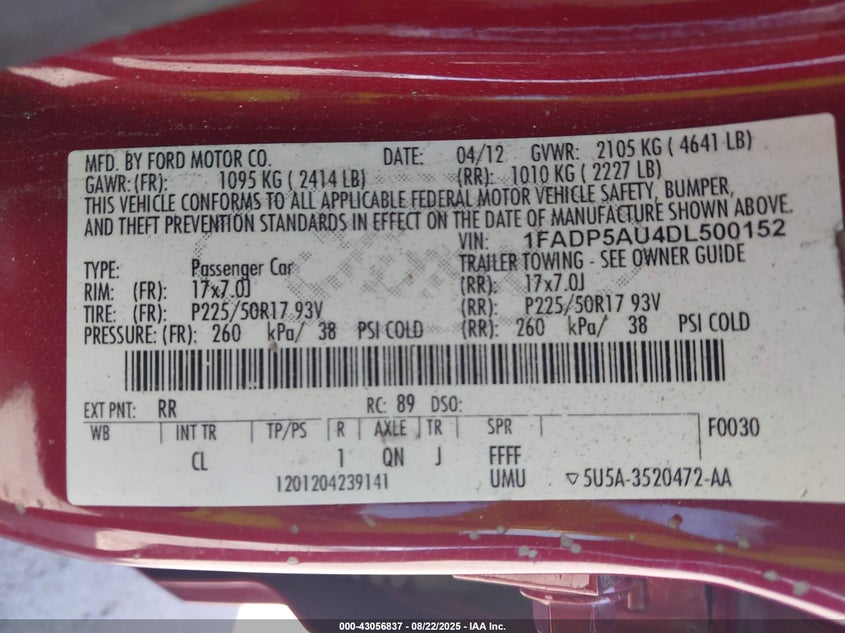 MFD. BY FORD MOTOR CO. DATE: 04/12 GVWR: 2105 KG ( 4641 LB)
GAWR: (FR): 1095 KG ( 2414 LB) (RR): 1010 KG ( 2227 LB)
THIS VEHICLE CONFORMS TO ALL APPLICABLE FEDERAL MOTOR VEHICLE SAFETY, BUMPER,
AND THEFT PREVENTION STANDARDS IN EFFECT ON THE DATE OF MANUFACTURE SHOWN ABOVE.
VIN: 1FADP5AU4DL500152
TYPE: Passenger Car TRAILER TOWING - SEE OWNER GUIDE
RIM: (FR): 17x7.0J (RR): 17x7.0J
TIRE: (FR): P225/50R17 93V (RR): P225/50R17 93V
PRESSURE: (FR): 260 kPa/ 38 PSI COLD (RR): 260 kPa/ 38 PSI COLD
EXT PNT: RR RC: 89 DSO:
WB INT TR TP/PS R AXLE TR SPR F0030
CL 1 QN J FFFF
1201204239141 UMU ▽5U5A-3520472-AA
000-43056837 - 08/22/2025 - IAA Inc.